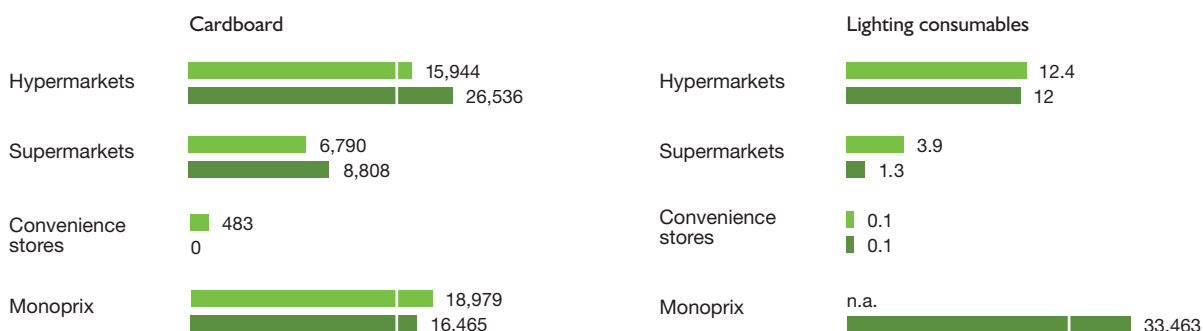 Cardboard
Hypermarkets
15,944
26,536
Supermarkets
6,790
8,808
Convenience
stores
483
0
Monoprix
18,979
16,465
Lighting consumables
Hypermarkets
12.4
12
Supermarkets
3.9
1.3
Convenience
stores
0.1
0.1
Monoprix
n.a.
33,463